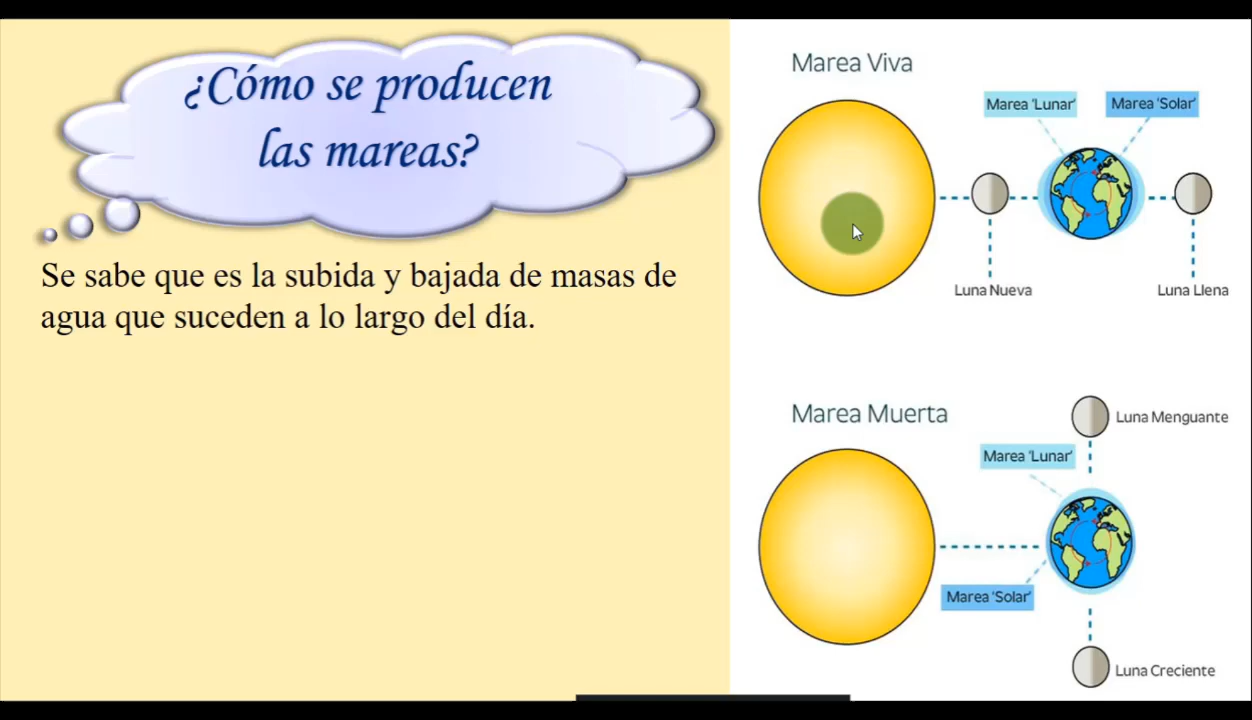 ¿Cómo se producen
las mareas?
Se sabe que es la subida y bajada de masas de
agua que suceden a lo largo del día.
Marea Viva
Marea 'Lunar'
Marea 'Solar'
Luna Nueva
Luna Llena
Marea Muerta
Luna Menguante
Marea 'Lunar'
Marea 'Solar'
Luna Creciente